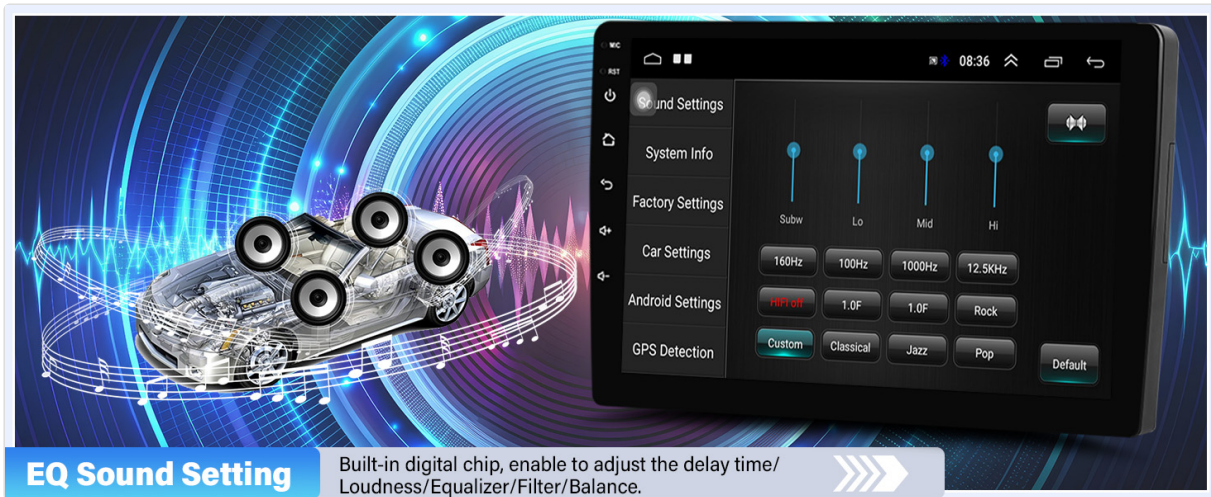 MIC
RST
08:36
Sound Settings
System Info
Factory Settings
Car Settings
Android Settings
GPS Detection
Subw Lo Mid Hi
160Hz 100Hz 1000Hz 12.5KHz
HIFI off 1.0F 1.0F Rock
Custom Classical Jazz Pop
Default
EQ Sound Setting
Built-in digital chip, enable to adjust the delay time/
Loudness/Equalizer/Filter/Balance.